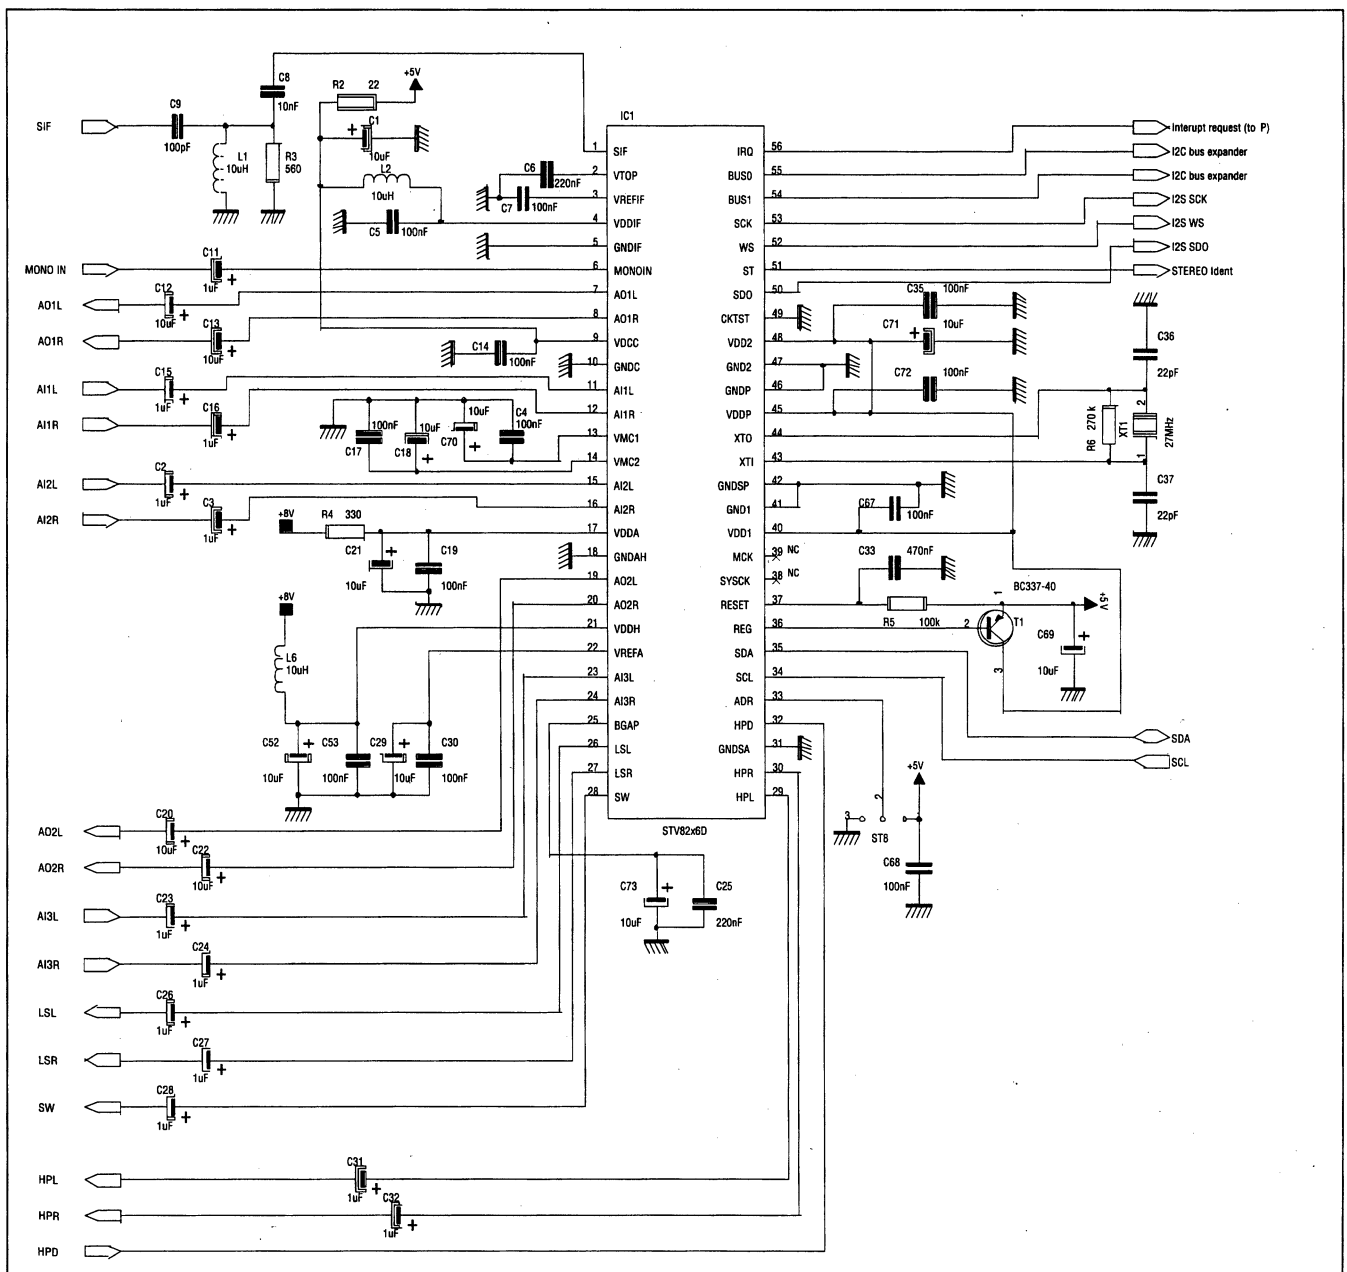 C8
10nF
R2 22
+5V
C9
100pF
SIF
L1
10uH
R3
560
C1
10uF
L2
10uH
C6
220nF
C7 100nF
C5 100nF
IC1
1 SIF
2 VTOP
3 VREFIF
4 VDDIF
5 GNDIF
6 MONOIN
7 AO1L
8 AO1R
9 VDCC
10 GNDC
11 AI1L
12 AI1R
13 VMC1
14 VMC2
15 AI2L
16 AI2R
17 VDDA
18 GNDAH
19 AO2L
20 AO2R
21 VDDH
22 VREFA
23 AI3L
24 AI3R
25 BGAP
26 LSL
27 LSR
28 SW
IRQ 56
BUS0 55
BUS1 54
SCK 53
WS 52
ST 51
SDO 50
CKTST 49
VDD2 48
GND2 47
GNDP 46
VDDP 45
XTO 44
XTI 43
GNDSP 42
GND1 41
VDD1 40
MCK 39 NC
SYSCK 38 NC
RESET 37
REG 36
SDA 35
SCL 34
ADR 33
HPD 32
GNDSA 31
HPR 30
HPL 29
STV82x6D
Interupt request (to P)
I2C bus expander
I2C bus expander
I2S SCK
I2S WS
I2S SDO
STEREO Ident
MONO IN
C11
1uF
AO1L
C12
10uF
AO1R
C13
10uF
C14
100nF
AI1L
C15
1uF
AI1R
C16
1uF
C17
100nF
C18
10uF
C70
10uF
C4
100nF
AI2L
C2
1uF
AI2R
C3
1uF
+8V
R4 330
C21
10uF
C19
100nF
+8V
L6
10uH
C52
10uF
C53
100nF
C29
10uF
C30
100nF
C35 100nF
C71
10uF
C72 100nF
C36
22pF
R6 270 k
XT1
27MHz
2
1
C37
22pF
C67
100nF
C33 470nF
BC337-40
R5 100k
T1
1
2
3
+5V
C69
10uF
SDA
SCL
+5V
3
2
ST8
C68
100nF
C73
10uF
C25
220nF
AO2L
C20
10uF
AO2R
C22
10uF
AI3L
C23
1uF
AI3R
C24
1uF
LSL
C26
1uF
LSR
C27
1uF
SW
C28
1uF
HPL
C31
1uF
HPR
C32
1uF
HPD